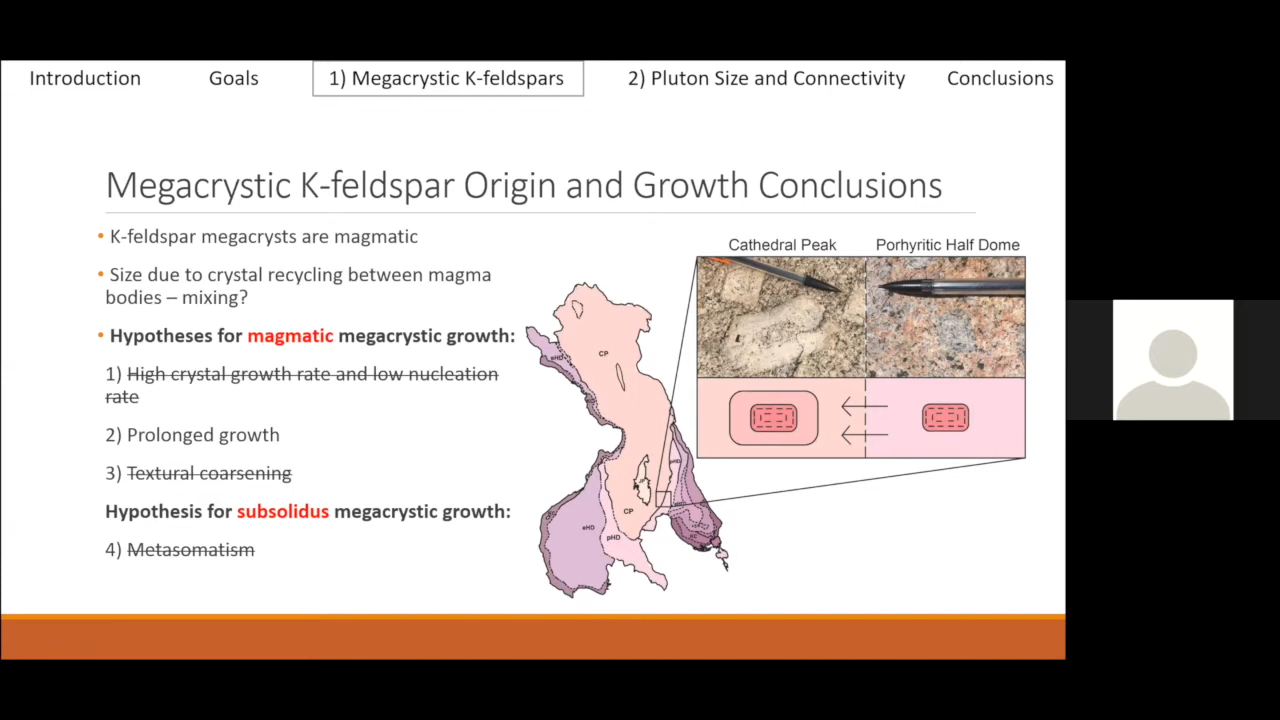 Introduction Goals 1) Megacrystic K-feldspars 2) Pluton Size and Connectivity Conclusions
Megacrystic K-feldspar Origin and Growth Conclusions
• K-feldspar megacrysts are magmatic
• Size due to crystal recycling between magma
bodies – mixing?
• Hypotheses for magmatic megacrystic growth:
1) High crystal growth rate and low nucleation
rate
2) Prolonged growth
3) Textural coarsening
Hypothesis for subsolidus megacrystic growth:
4) Metasomatism
Cathedral Peak Porhyritic Half Dome
CP
eHD
CP
eHD
pHD